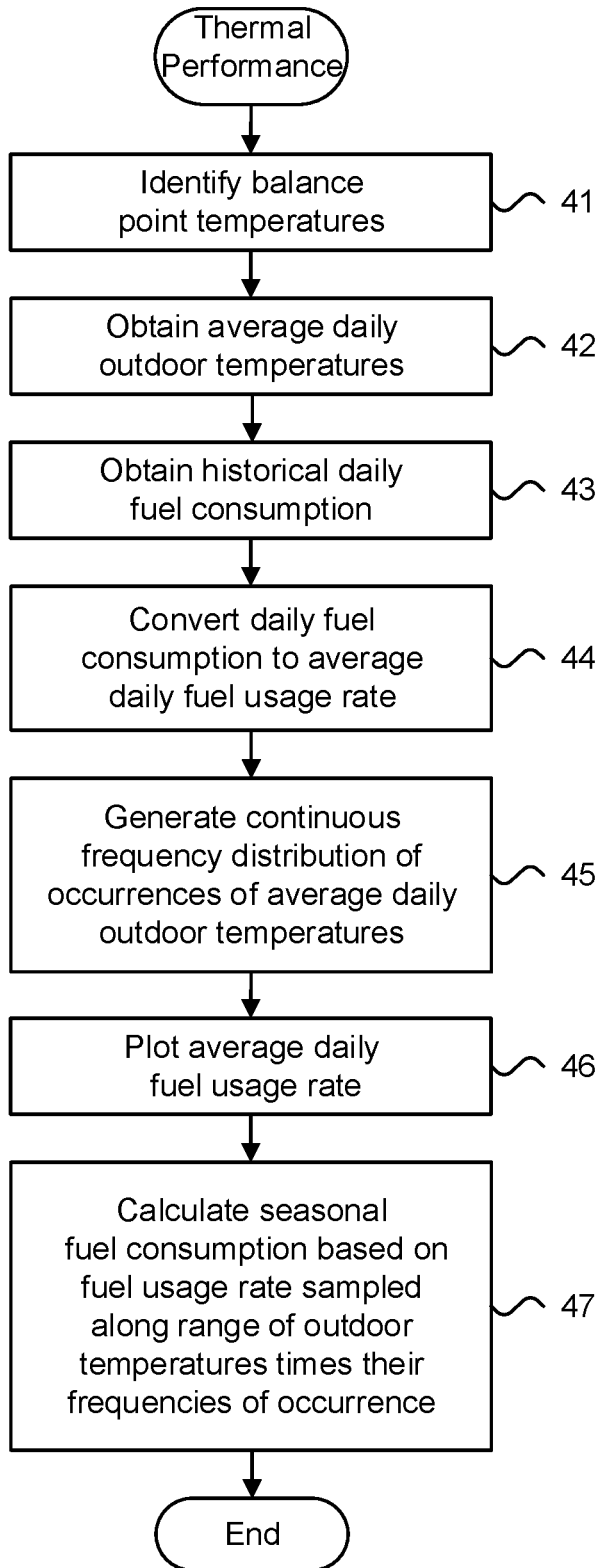 Thermal
Performance
Identify balance
point temperatures
41
Obtain average daily
outdoor temperatures
42
Obtain historical daily
fuel consumption
43
Convert daily fuel
consumption to average
daily fuel usage rate
44
Generate continuous
frequency distribution of
occurrences of average daily
outdoor temperatures
45
Plot average daily
fuel usage rate
46
Calculate seasonal
fuel consumption based on
fuel usage rate sampled
along range of outdoor
temperatures times their
frequencies of occurrence
47
End